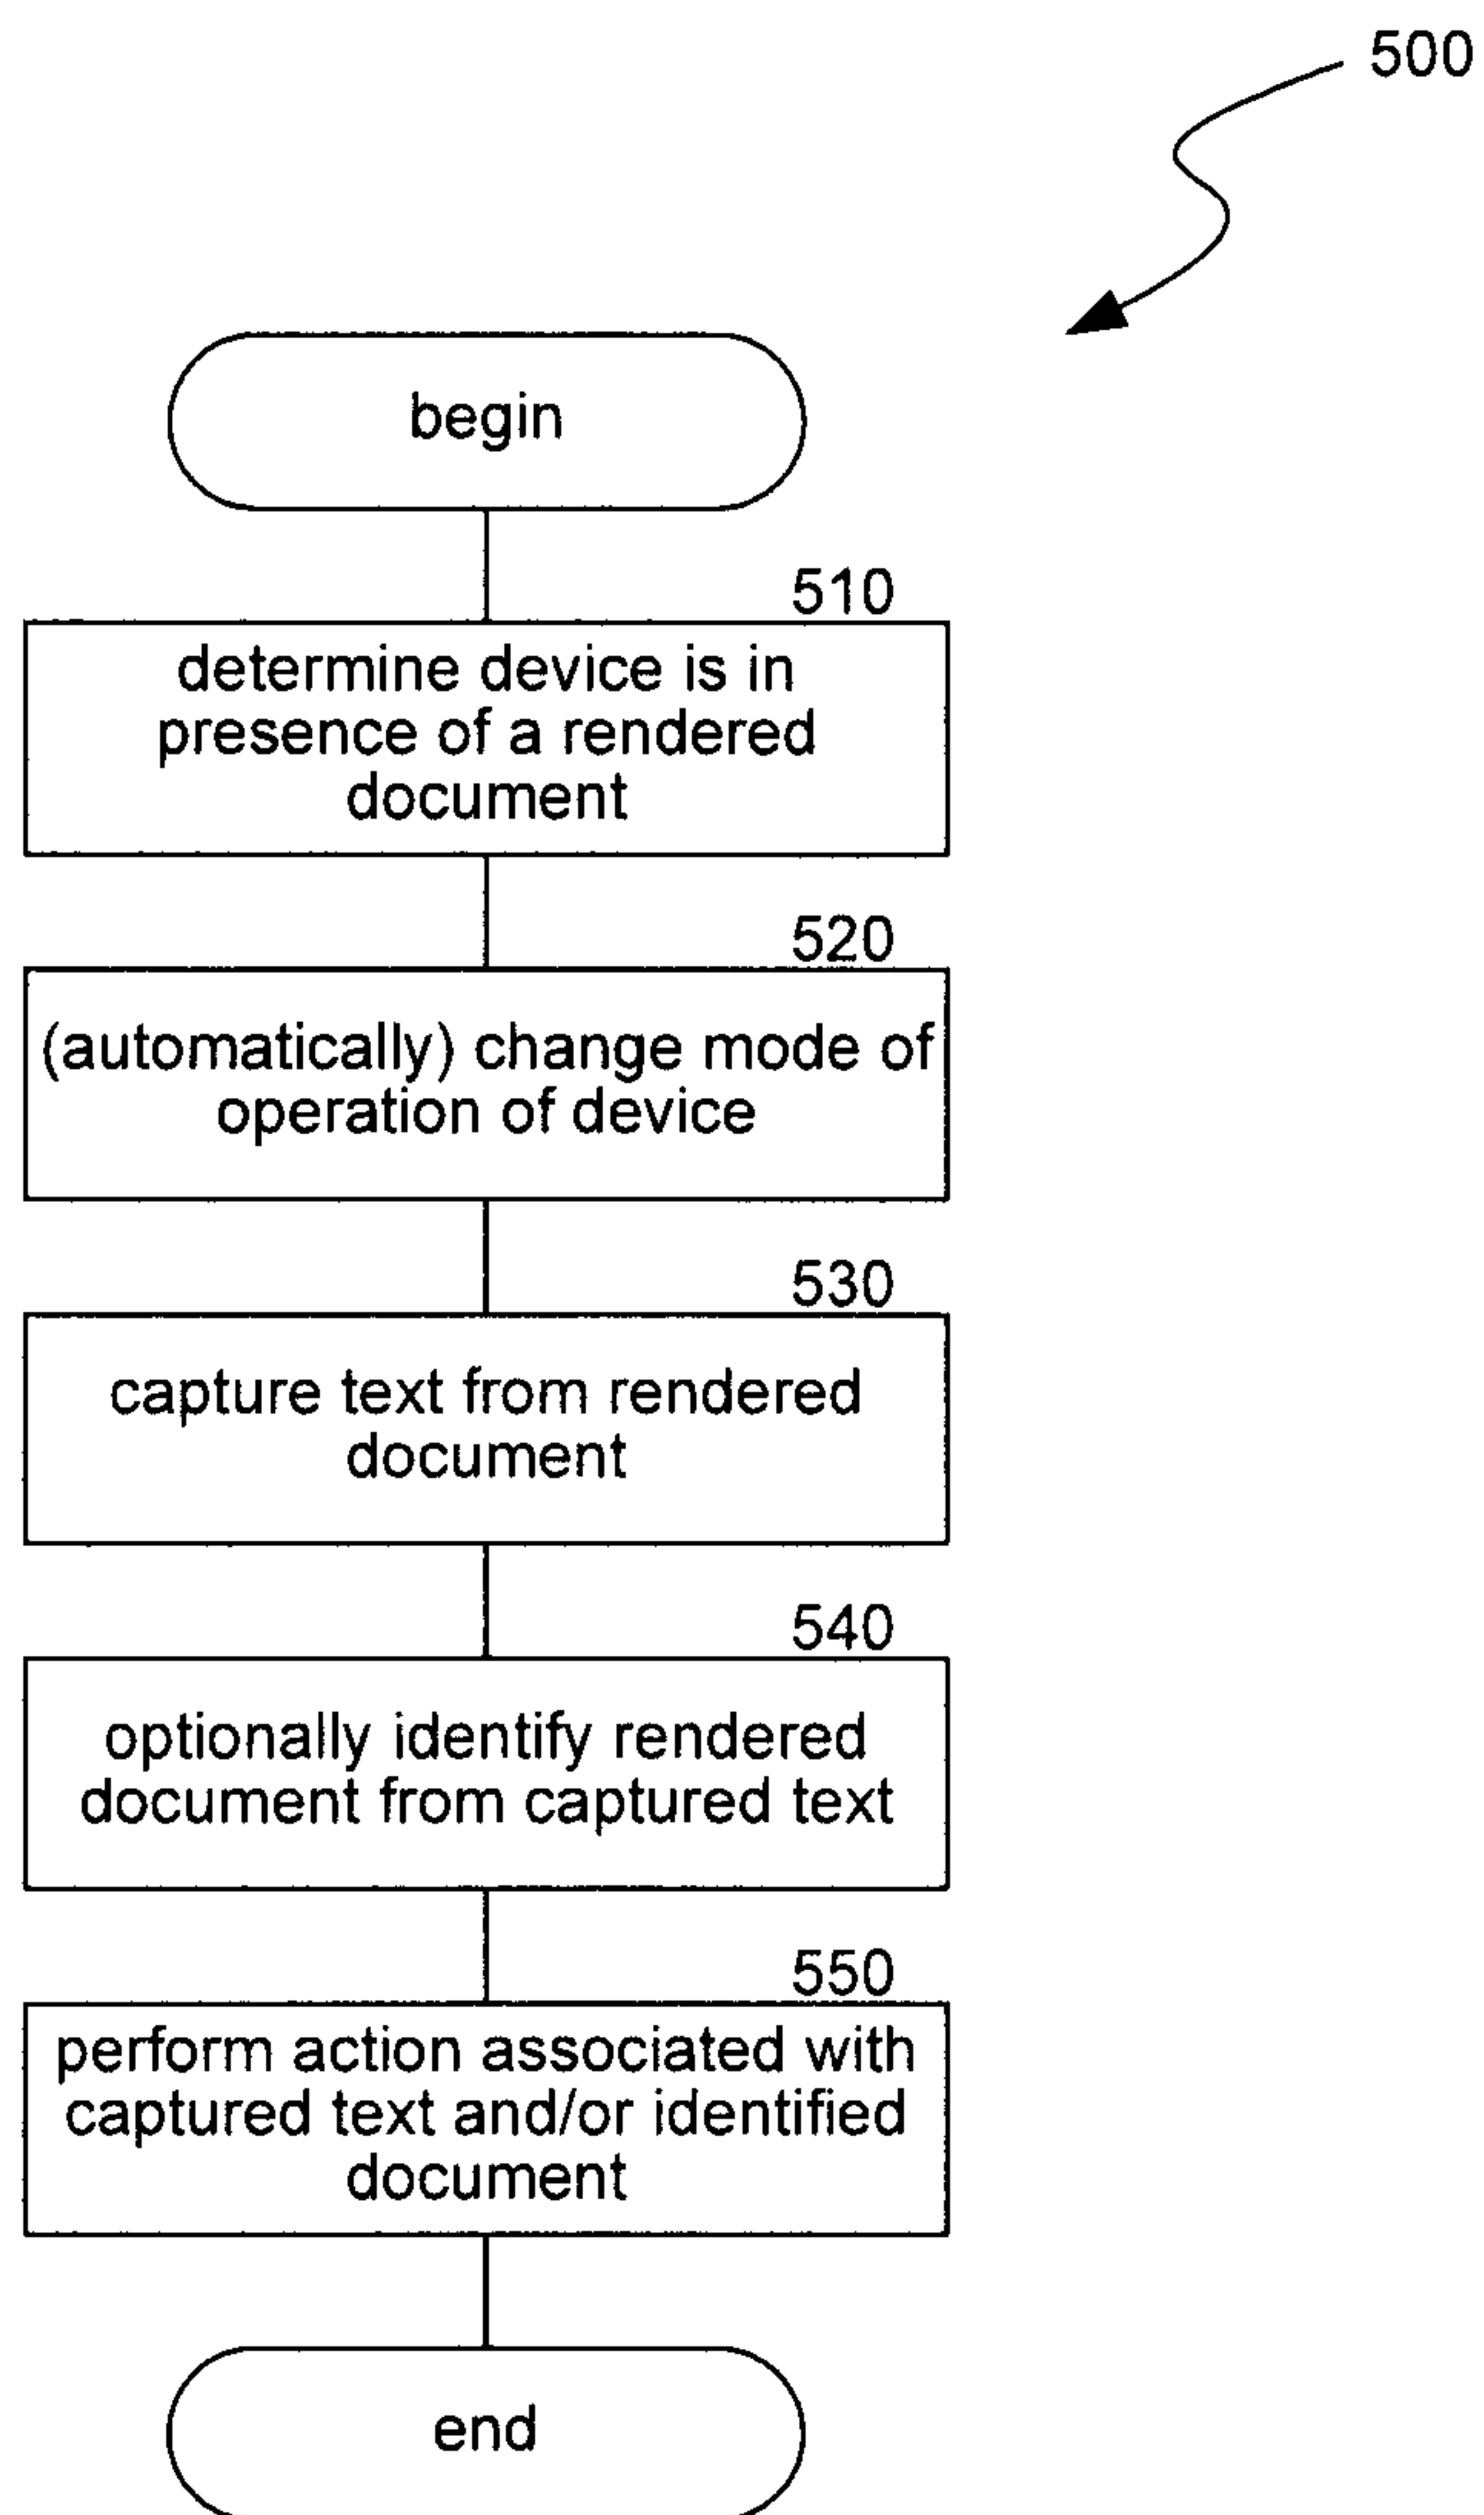 500
begin
510
determine device is in
presence of a rendered
document
520
(automatically) change mode of
operation of device
530
capture text from rendered
document
540
optionally identify rendered
document from captured text
550
perform action associated with
captured text and/or identified
document
end